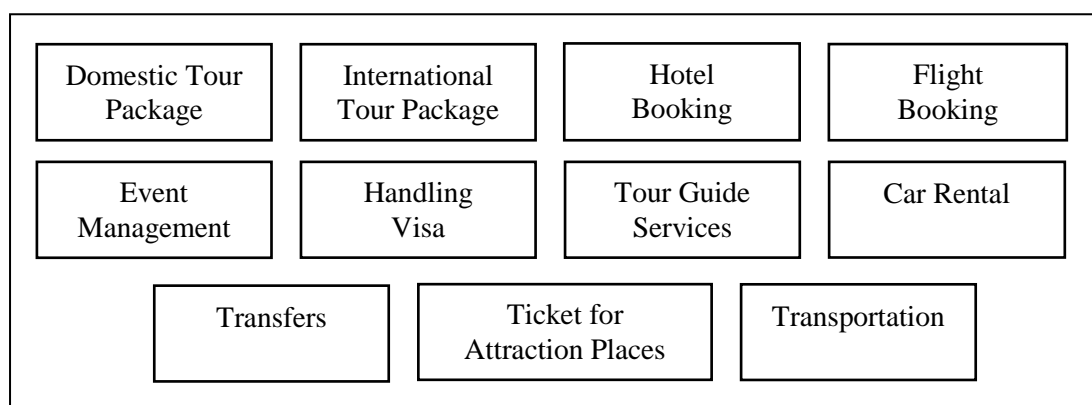 Domestic Tour
Package
International
Tour Package
Hotel
Booking
Flight
Booking
Event
Management
Handling
Visa
Tour Guide
Services
Car Rental
Transfers
Ticket for
Attraction Places
Transportation